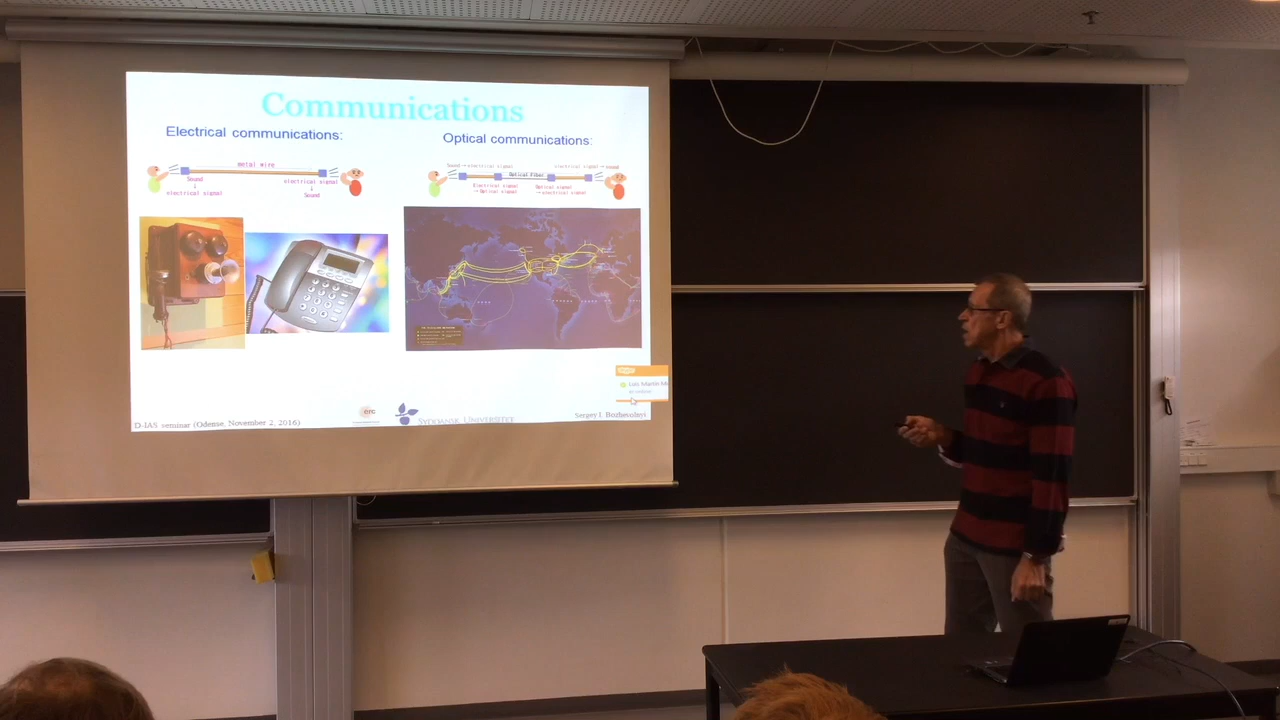 Communications
Electrical communications:
Optical communications:
metal wire
Sound
↓
electrical signal
electrical signal
↓
Sound
Sound→electrical signal
electrical signal→sound
Optical Fiber
Electrical signal
→Optical signal
Optical signal
→electrical signal
D-IAS seminar (Odense, November 2, 2016)
erc
Syddansk Universitet
Sergey I. Bozhevolnyi
Luis Martin